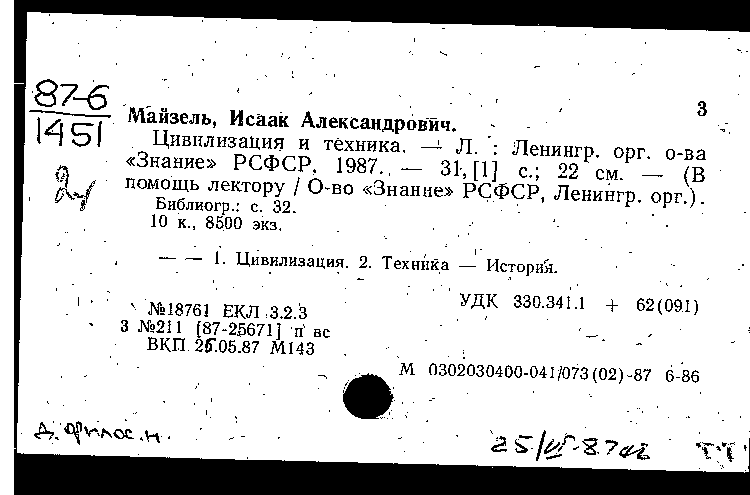 87-6
1451
3
Майзель, Исаак Александрович.
Цивилизация и техника. — Л. : Ленингр. орг. о-ва
«Знание» РСФСР, 1987. — 31, [1] с.; 22 см. — (В
помощь лектору / О-во «Знание» РСФСР, Ленингр. орг.).
Библиогр.: с. 32.
10 к., 8500 экз.
— — 1. Цивилизация. 2. Техника — История.
УДК 330.341.1 + 62(091)
№18761 ЕКЛ 3.2.3
3 №211 [87-25671] п вс
ВКП 26.05.87 М143
М 0302030400-041/073(02)-87 6-86
Д. филос. н.
25/VI-87